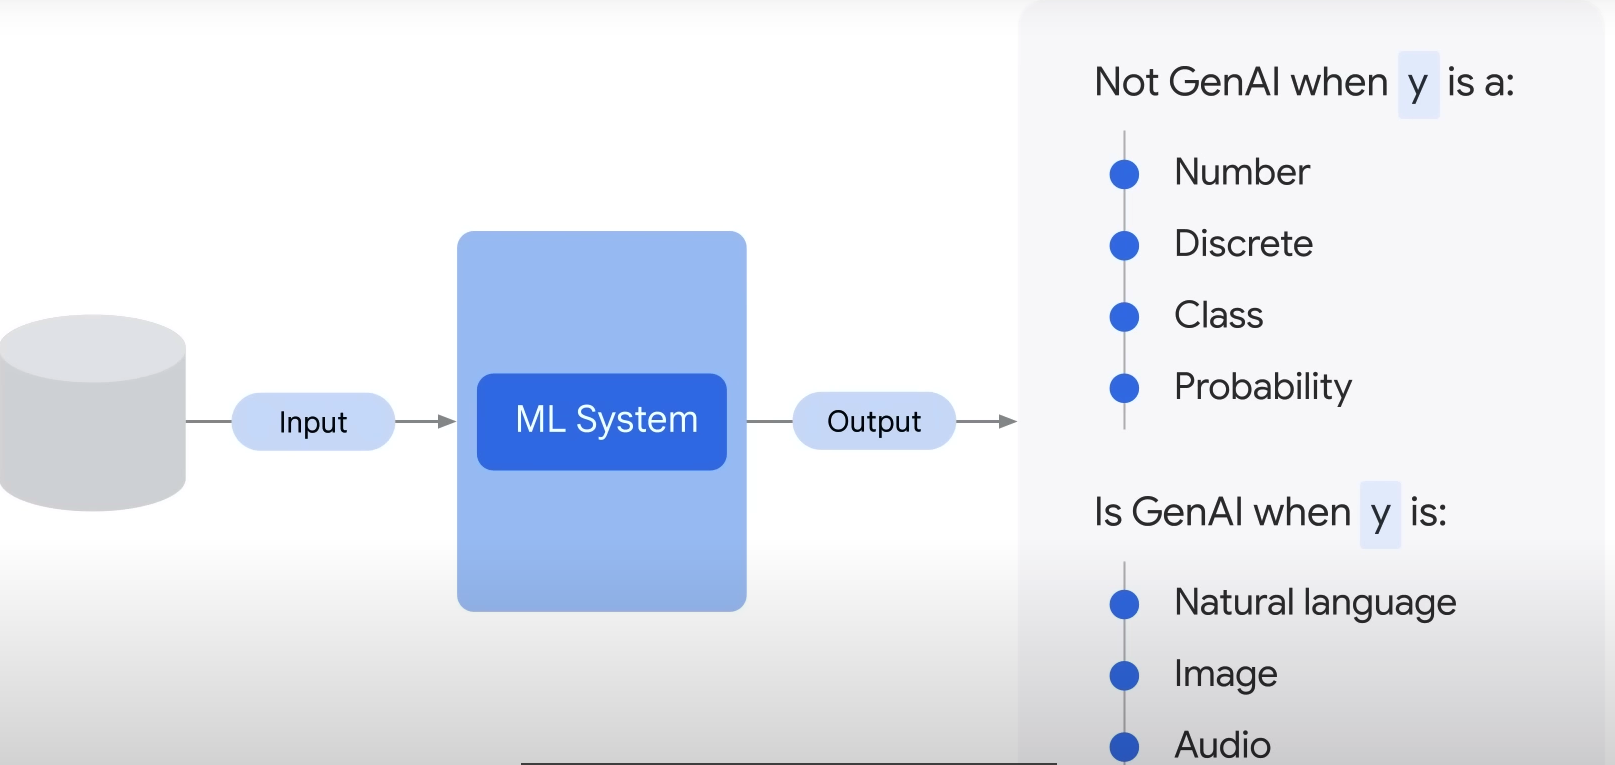 Input
ML System
Output
Not GenAI when y is a:
Number
Discrete
Class
Probability
Is GenAI when y is:
Natural language
Image
Audio